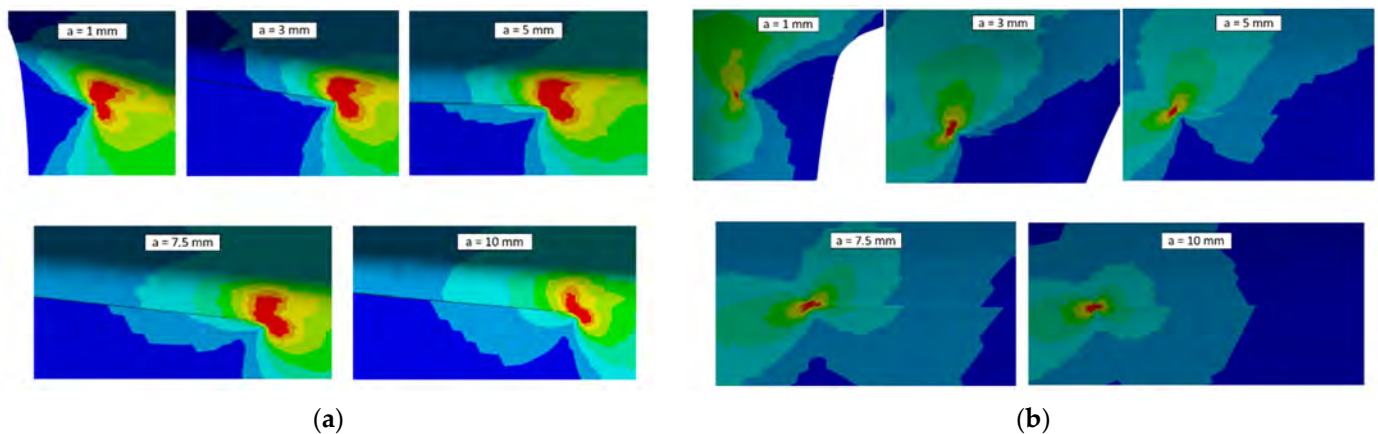 a = 1 mm
a = 3 mm
a = 5 mm
a = 7.5 mm
a = 10 mm
(a)
a = 1 mm
a = 3 mm
a = 5 mm
a = 7.5 mm
a = 10 mm
(b)